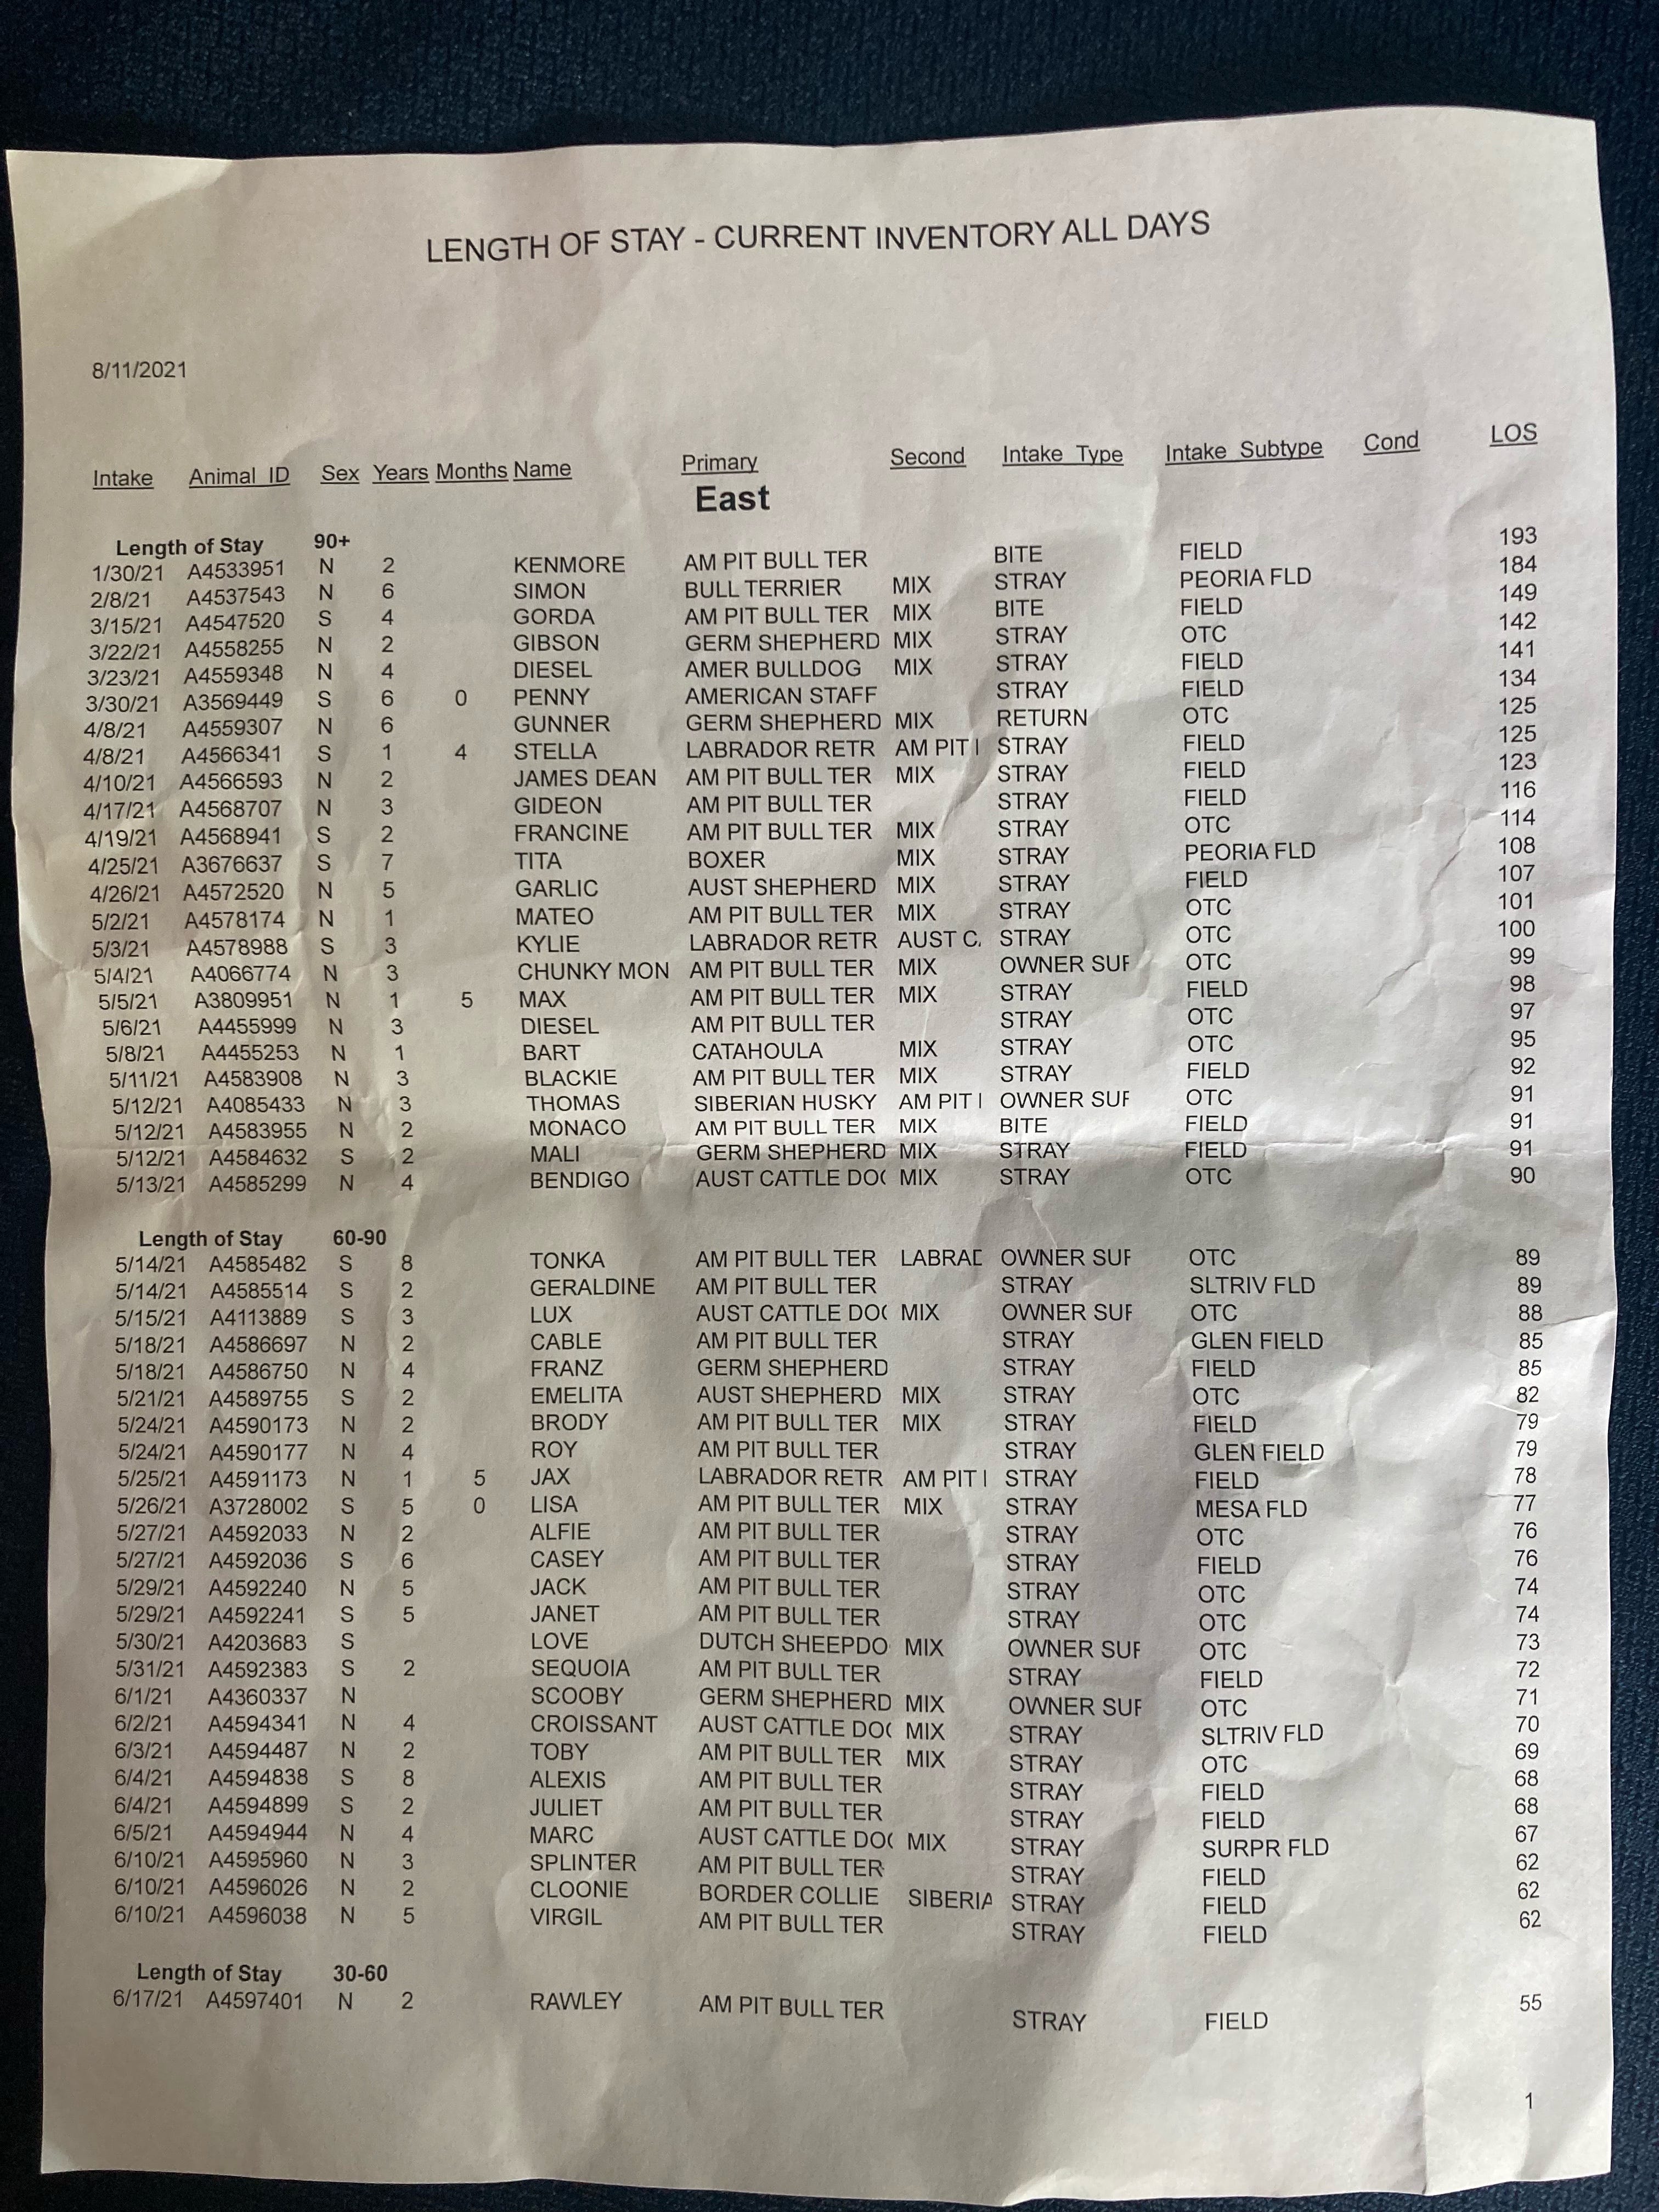 LENGTH OF STAY - CURRENT INVENTORY ALL DAYS
8/11/2021
Intake Animal ID Sex Years Months Name Primary Second Intake Type Intake Subtype Cond LOS
East
Length of Stay 90+
1/30/21 A4533951 N 2 KENMORE AM PIT BULL TER BITE FIELD 193
2/8/21 A4537543 N 6 SIMON BULL TERRIER MIX STRAY PEORIA FLD 184
3/15/21 A4547520 S 4 GORDA AM PIT BULL TER MIX BITE FIELD 149
3/22/21 A4558255 N 2 GIBSON GERM SHEPHERD MIX STRAY OTC 142
3/23/21 A4559348 N 4 DIESEL AMER BULLDOG MIX STRAY FIELD 141
3/30/21 A3569449 S 6 0 PENNY AMERICAN STAFF STRAY FIELD 134
4/8/21 A4559307 N 6 GUNNER GERM SHEPHERD MIX RETURN OTC 125
4/8/21 A4566341 S 1 4 STELLA LABRADOR RETR AM PIT STRAY FIELD 125
4/10/21 A4566593 N 2 JAMES DEAN AM PIT BULL TER MIX STRAY FIELD 123
4/17/21 A4568707 N 3 GIDEON AM PIT BULL TER STRAY FIELD 116
4/19/21 A4568941 S 2 FRANCINE AM PIT BULL TER MIX STRAY OTC 114
4/25/21 A3676637 S 7 TITA BOXER MIX STRAY PEORIA FLD 108
4/26/21 A4572520 N 5 GARLIC AUST SHEPHERD MIX STRAY FIELD 107
5/2/21 A4578174 N 1 MATEO AM PIT BULL TER MIX STRAY OTC 101
5/3/21 A4578988 S 3 KYLIE LABRADOR RETR AUST C STRAY OTC 100
5/4/21 A4066774 N 3 CHUNKY MON AM PIT BULL TER MIX OWNER SUR OTC 99
5/5/21 A3809951 N 1 5 MAX AM PIT BULL TER MIX STRAY FIELD 98
5/6/21 A4455999 N 3 DIESEL AM PIT BULL TER STRAY OTC 97
5/8/21 A4455253 N 1 BART CATAHOULA MIX STRAY OTC 95
5/11/21 A4583908 N 3 BLACKIE AM PIT BULL TER MIX STRAY FIELD 92
5/12/21 A4085433 N 3 THOMAS SIBERIAN HUSKY AM PIT OWNER SUR OTC 91
5/12/21 A4583955 N 2 MONACO AM PIT BULL TER MIX BITE FIELD 91
5/12/21 A4584632 S 2 MALI GERM SHEPHERD MIX STRAY FIELD 91
5/13/21 A4585299 N 4 BENDIGO AUST CATTLE DO MIX STRAY OTC 90
Length of Stay 60-90
5/14/21 A4585482 S 8 TONKA AM PIT BULL TER LABRAD OWNER SUR OTC 89
5/14/21 A4585514 S 2 GERALDINE AM PIT BULL TER STRAY SLTRIV FLD 89
5/15/21 A4113889 S 3 LUX AUST CATTLE DO MIX OWNER SUR OTC 88
5/18/21 A4586697 N 2 CABLE AM PIT BULL TER STRAY GLEN FIELD 85
5/18/21 A4586750 N 4 FRANZ GERM SHEPHERD STRAY FIELD 85
5/21/21 A4589755 S 2 EMELITA AUST SHEPHERD MIX STRAY OTC 82
5/24/21 A4590173 N 2 BRODY AM PIT BULL TER MIX STRAY FIELD 79
5/24/21 A4590177 N 4 ROY AM PIT BULL TER STRAY GLEN FIELD 79
5/25/21 A4591173 N 1 5 JAX LABRADOR RETR AM PIT STRAY FIELD 78
5/26/21 A3728002 S 5 0 LISA AM PIT BULL TER MIX STRAY MESA FLD 77
5/27/21 A4592033 N 2 ALFIE AM PIT BULL TER STRAY OTC 76
5/27/21 A4592036 S 6 CASEY AM PIT BULL TER STRAY FIELD 76
5/29/21 A4592240 N 5 JACK AM PIT BULL TER STRAY OTC 74
5/29/21 A4592241 S 5 JANET AM PIT BULL TER STRAY OTC 74
5/30/21 A4203683 S LOVE DUTCH SHEEPDO MIX OWNER SUR OTC 73
5/31/21 A4592383 S 2 SEQUOIA AM PIT BULL TER STRAY FIELD 72
6/1/21 A4360337 N SCOOBY GERM SHEPHERD MIX OWNER SUR OTC 71
6/2/21 A4594341 N 4 CROISSANT AUST CATTLE DO MIX STRAY SLTRIV FLD 70
6/3/21 A4594487 N 2 TOBY AM PIT BULL TER MIX STRAY OTC 69
6/4/21 A4594838 S 8 ALEXIS AM PIT BULL TER STRAY FIELD 68
6/4/21 A4594899 S 2 JULIET AM PIT BULL TER STRAY FIELD 68
6/5/21 A4594944 N 4 MARC AUST CATTLE DO MIX STRAY SURPR FLD 67
6/10/21 A4595960 N 3 SPLINTER AM PIT BULL TER STRAY FIELD 62
6/10/21 A4596026 N 2 CLOONIE BORDER COLLIE SIBERIA STRAY FIELD 62
6/10/21 A4596038 N 5 VIRGIL AM PIT BULL TER STRAY FIELD 62
Length of Stay 30-60
6/17/21 A4597401 N 2 RAWLEY AM PIT BULL TER STRAY FIELD 55
1